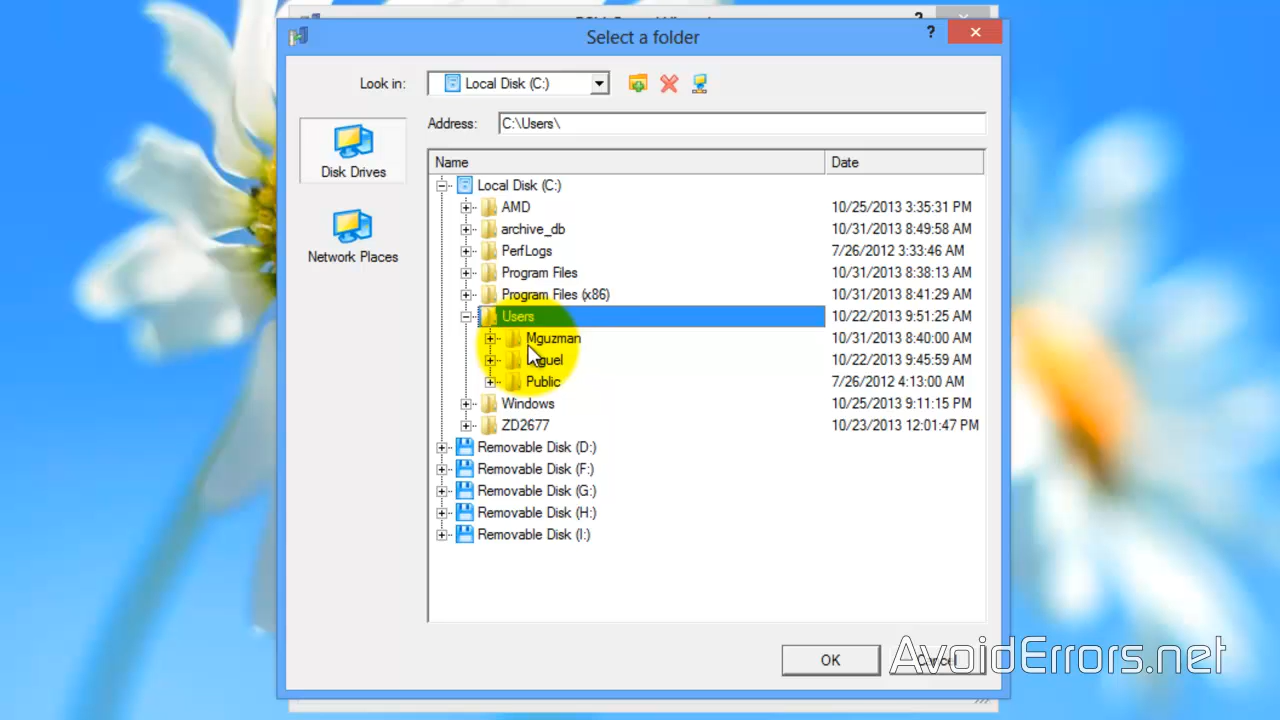 ?
Select a folder
?
Look in: Local Disk (C:)
Address: C:\Users\
Disk Drives
Network Places
Name Date
Local Disk (C:)
AMD 10/25/2013 3:35:31 PM
archive_db 10/31/2013 8:49:58 AM
PerfLogs 7/26/2012 3:33:46 AM
Program Files 10/31/2013 8:38:13 AM
Program Files (x86) 10/31/2013 8:41:29 AM
Users 10/22/2013 9:51:25 AM
Mguzman 10/31/2013 8:40:00 AM
10/22/2013 9:45:59 AM
Public 7/26/2012 4:13:00 AM
Windows 10/25/2013 9:11:15 PM
ZD2677 10/23/2013 12:01:47 PM
Removable Disk (D:)
Removable Disk (F:)
Removable Disk (G:)
Removable Disk (H:)
Removable Disk (I:)
OK Cancel
AvoidErrors.net